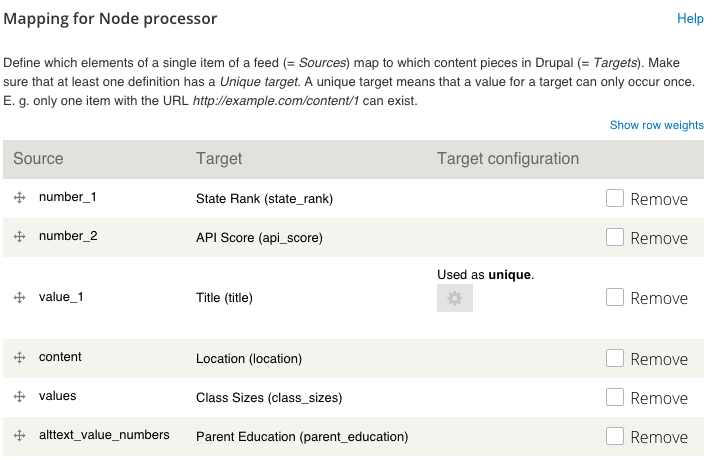 Mapping for Node processor
Help
Define which elements of a single item of a feed (= Sources) map to which content pieces in Drupal (= Targets). Make
sure that at least one definition has a Unique target. A unique target means that a value for a target can only occur once.
E. g. only one item with the URL http://example.com/content/1 can exist.
Show row weights
Source Target Target configuration
number_1 State Rank (state_rank) Remove
number_2 API Score (api_score) Remove
Used as unique.
value_1 Title (title) Remove
content Location (location) Remove
values Class Sizes (class_sizes) Remove
alttext_value_numbers Parent Education (parent_education) Remove